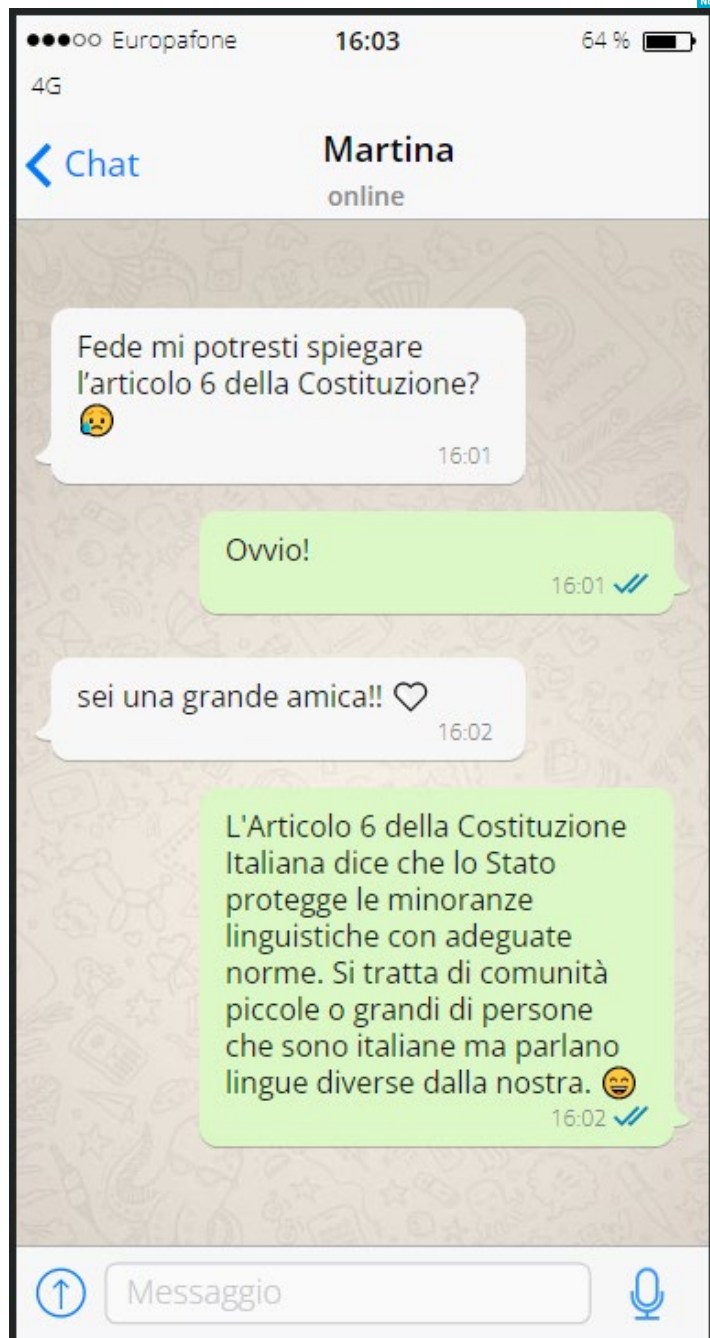 ●●●○○ Europafone 16:03 64 %
4G
Chat
Martina
online
Fede mi potresti spiegare
l'articolo 6 della Costituzione?
😥
16:01
Ovvio!
16:01
sei una grande amica!! ♡
16:02
L'Articolo 6 della Costituzione
Italiana dice che lo Stato
protegge le minoranze
linguistiche con adeguate
norme. Si tratta di comunità
piccole o grandi di persone
che sono italiane ma parlano
lingue diverse dalla nostra. 😄
16:02
Messaggio